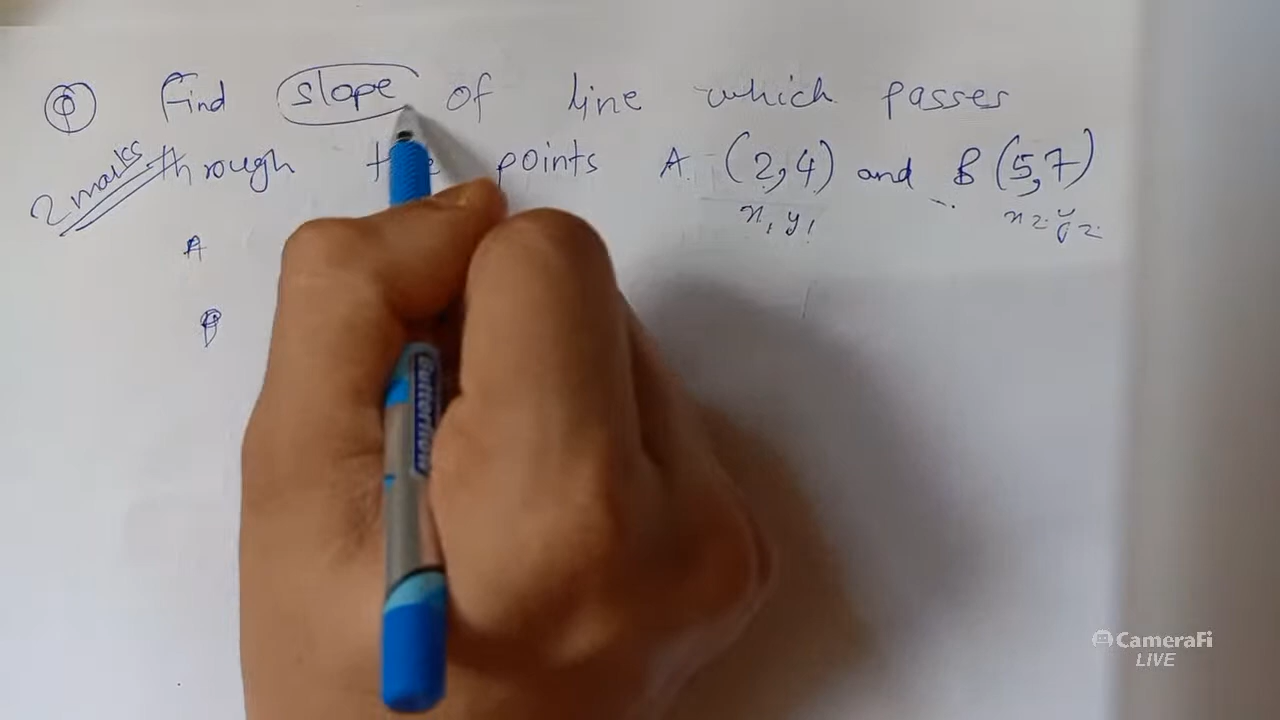 Q Find slope of line which passes
through the points A (2,4) and B (5,7)
2 marks
x1 y1 x2 y2
A
Butterflow
CameraFi
LIVE